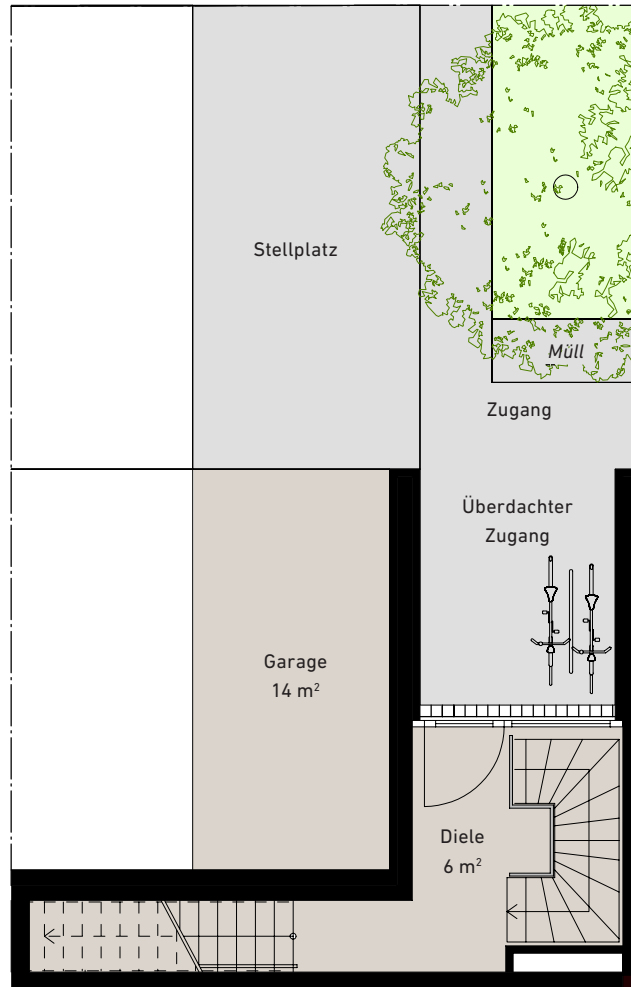 Stellplatz
Müll
Zugang
Überdachter
Zugang
Garage
14 m²
Diele
6 m²